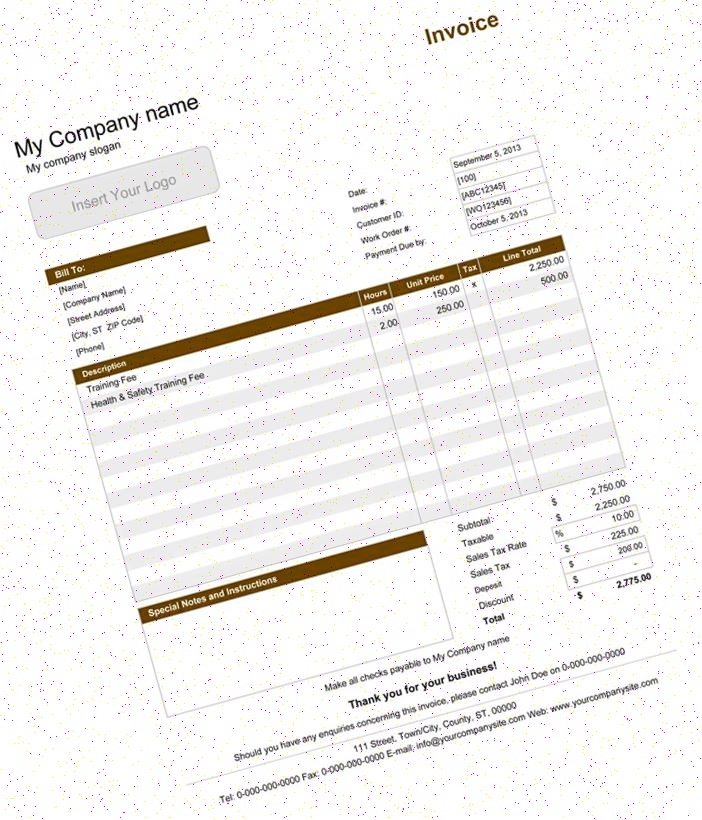 Invoice
My Company name
My company slogan
Insert Your Logo
Date: September 5, 2013
Invoice #: [100]
Customer ID: [ABC12345]
Work Order #: [WO123456]
Payment Due by: October 5, 2013
Bill To:
[Name]
[Company Name]
[Street Address]
[City, ST ZIP Code]
[Phone]
Description Hours Unit Price Tax Line Total
Training Fee 15.00 150.00 x 2,250.00
Health & Safety Training Fee 2.00 250.00 500.00
Subtotal $ 2,750.00
Taxable $ 2,250.00
Sales Tax Rate % 10.00
Sales Tax $ 225.00
Deposit $ 200.00
Discount $ -
Total $ 2,775.00
Special Notes and Instructions
Make all checks payable to My Company name
Thank you for your business!
Should you have any enquiries concerning this invoice, please contact John Doe on 0-000-000-0000
111 Street, Town/City, County, ST, 00000
Tel: 0-000-000-0000 Fax: 0-000-000-0000 E-mail: info@yourcompanysite.com Web: www.yourcompanysite.com